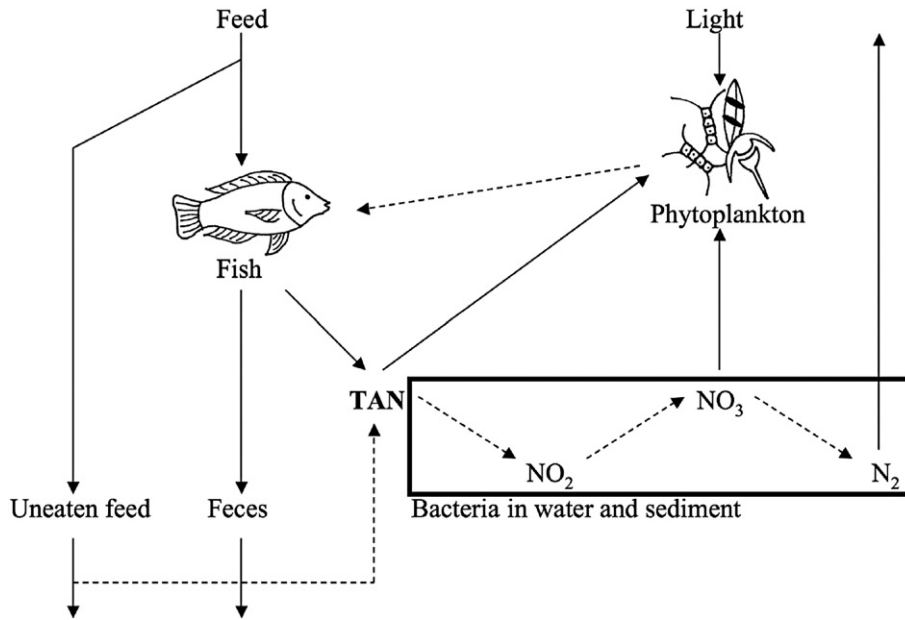 Feed
Light
Phytoplankton
Fish
TAN
NO₃
NO₂
N₂
Uneaten feed
Feces
Bacteria in water and sediment